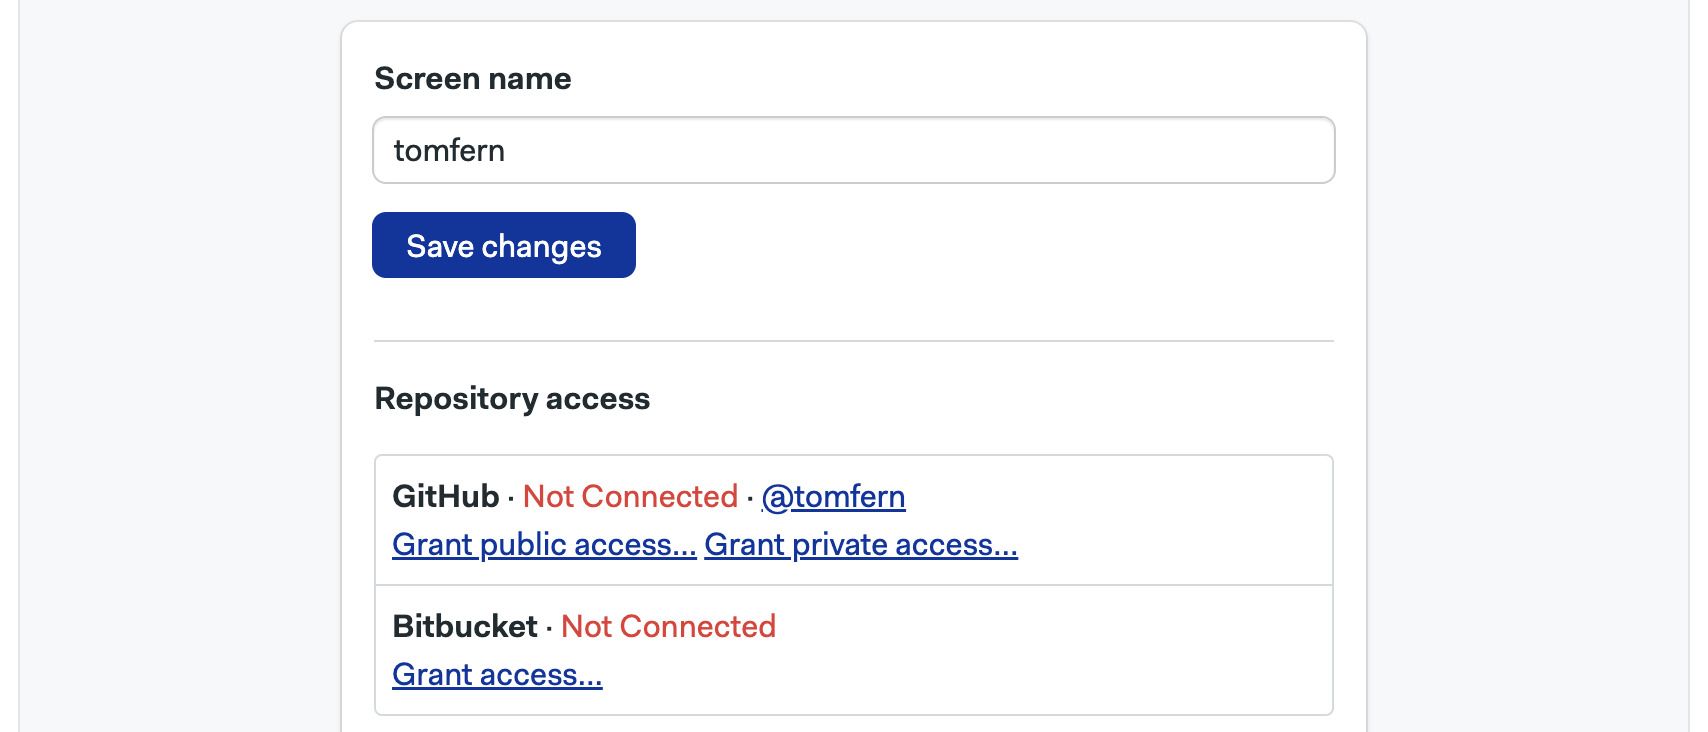 Screen name
tomfern
Save changes
Repository access
GitHub · Not Connected · @tomfern
Grant public access... Grant private access...
Bitbucket · Not Connected
Grant access...